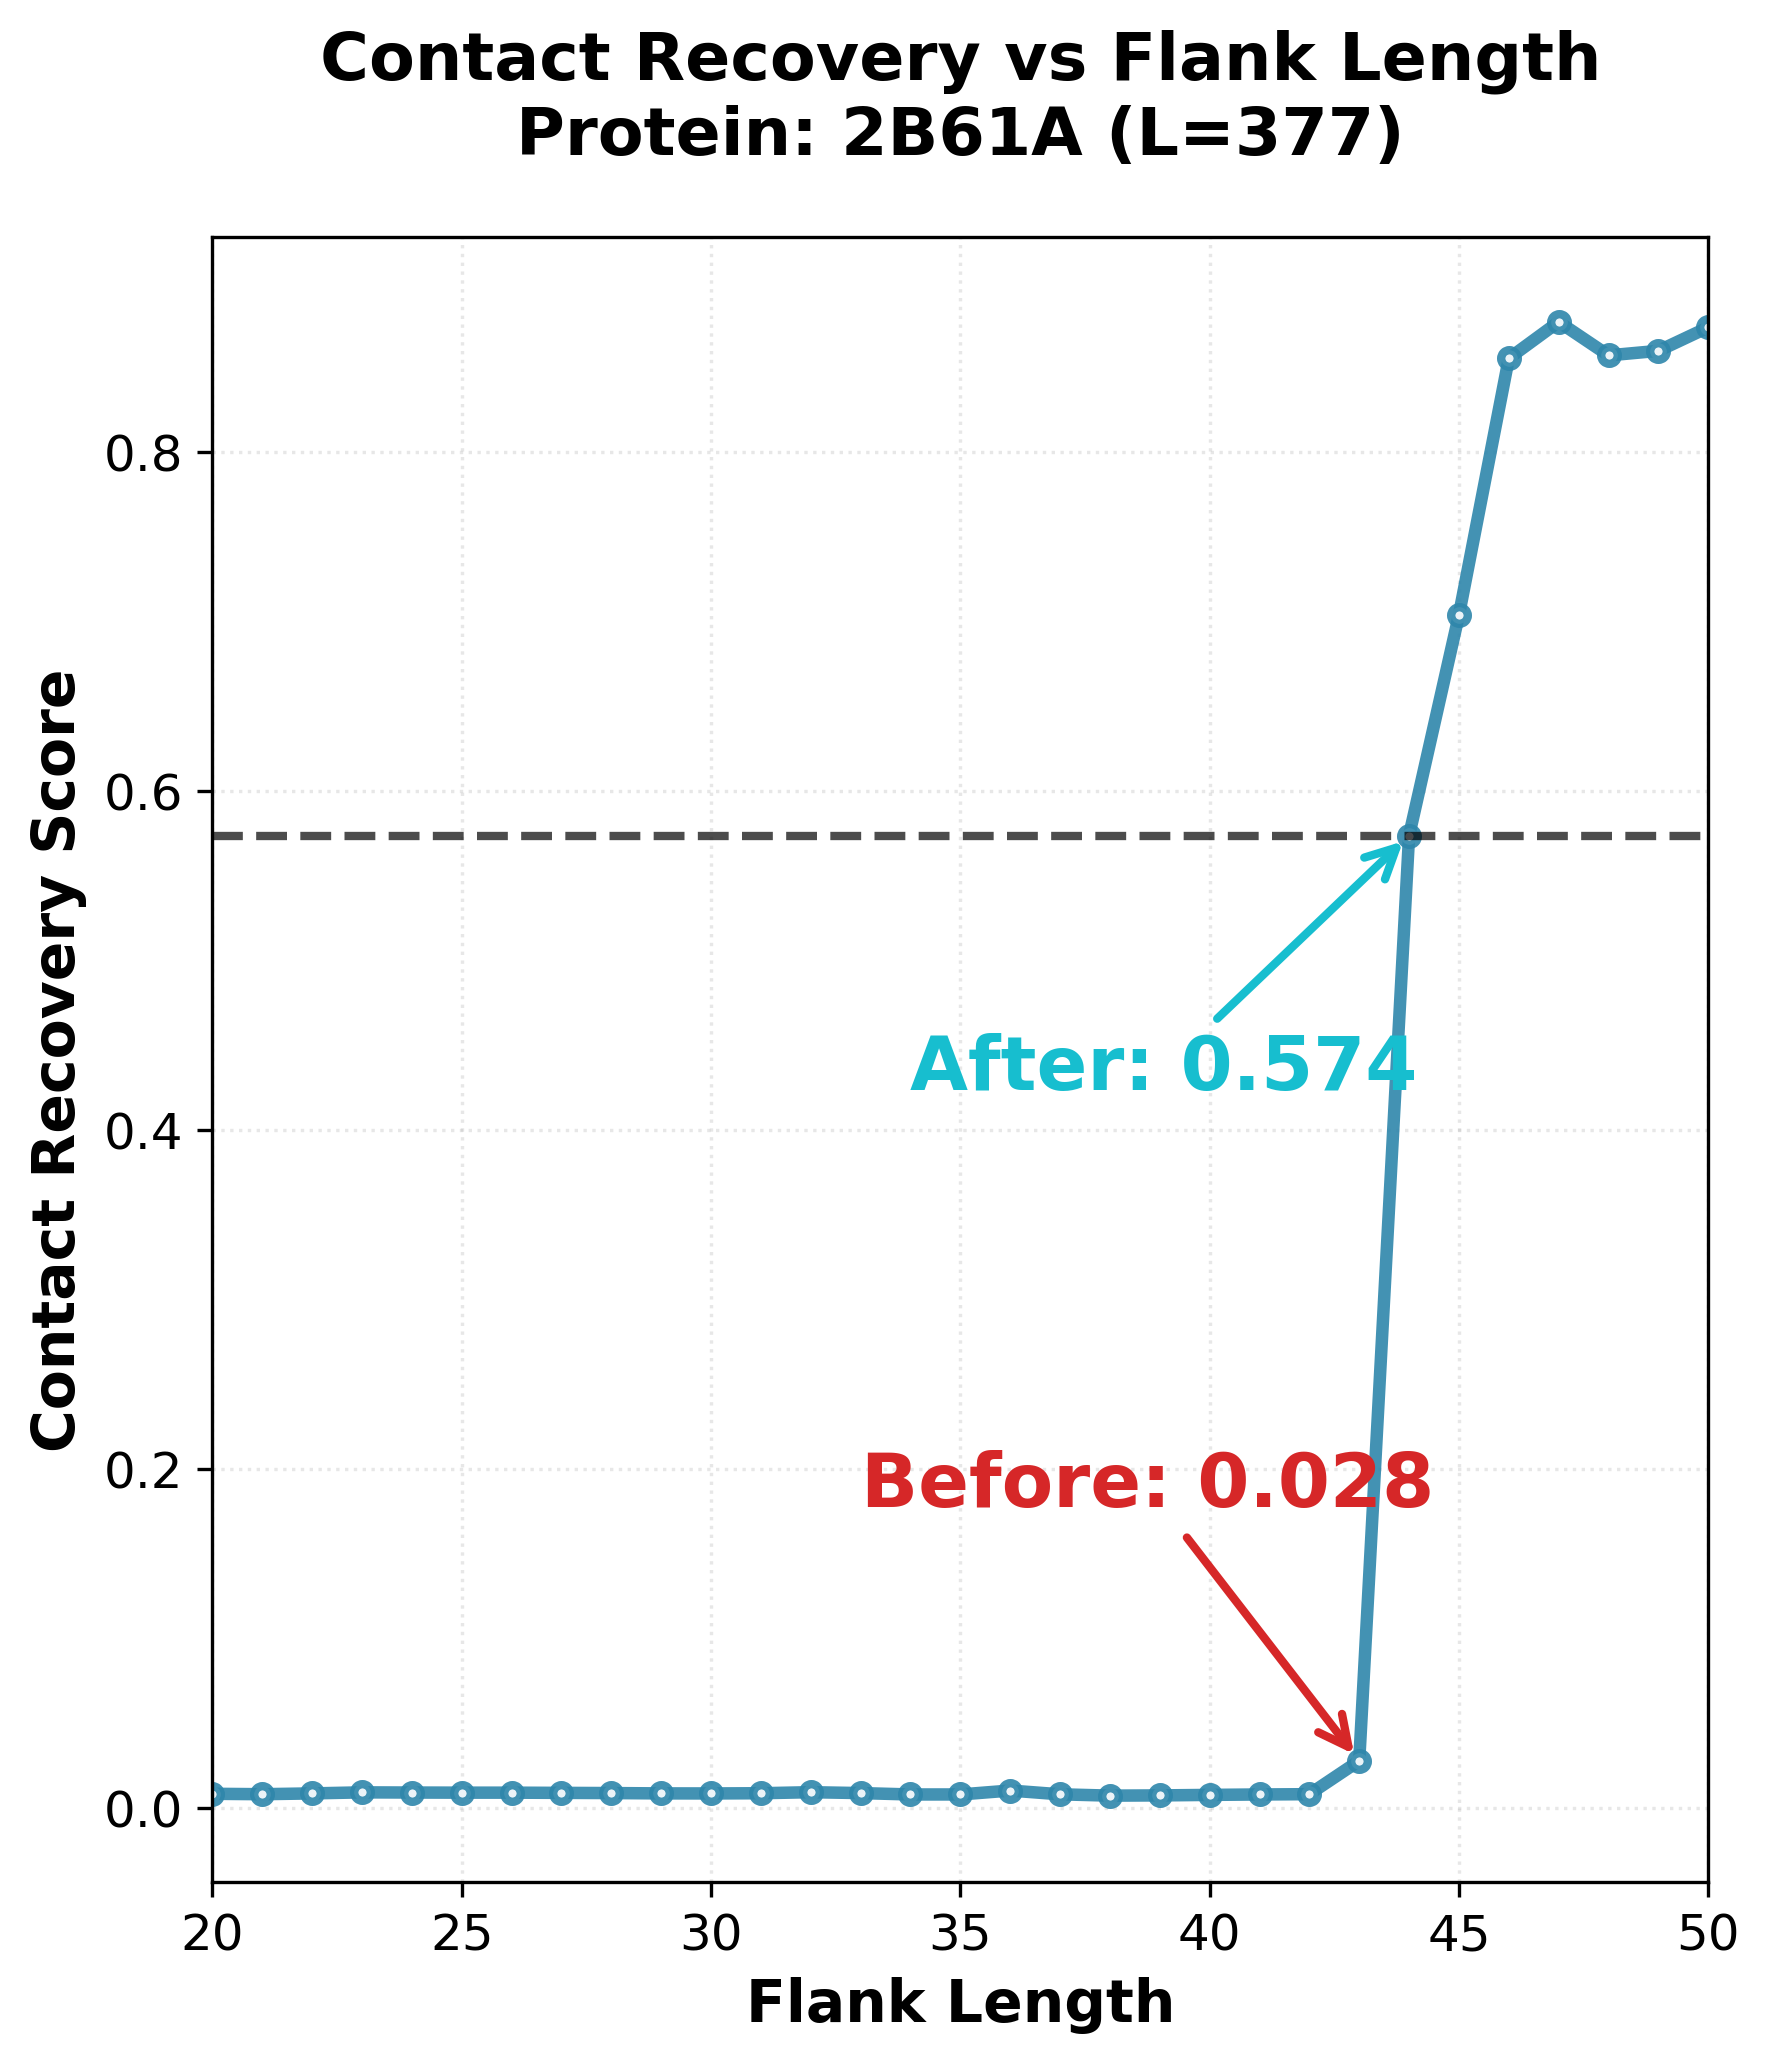 Contact Recovery vs Flank Length
Protein: 2B61A (L=377)
Contact Recovery Score
0.8
0.6
0.4
0.2
0.0
After: 0.574
Before: 0.028
20 25 30 35 40 45 50
Flank Length